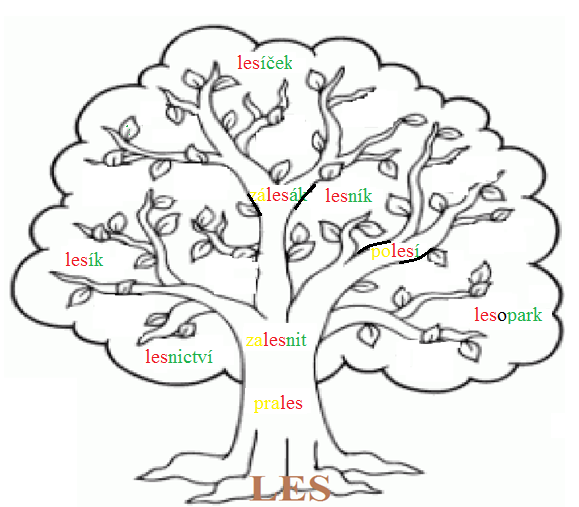 lesíček
zálesák
lesník
polesí
lesík
lesopark
zalesnit
lesnictví
prales
LES